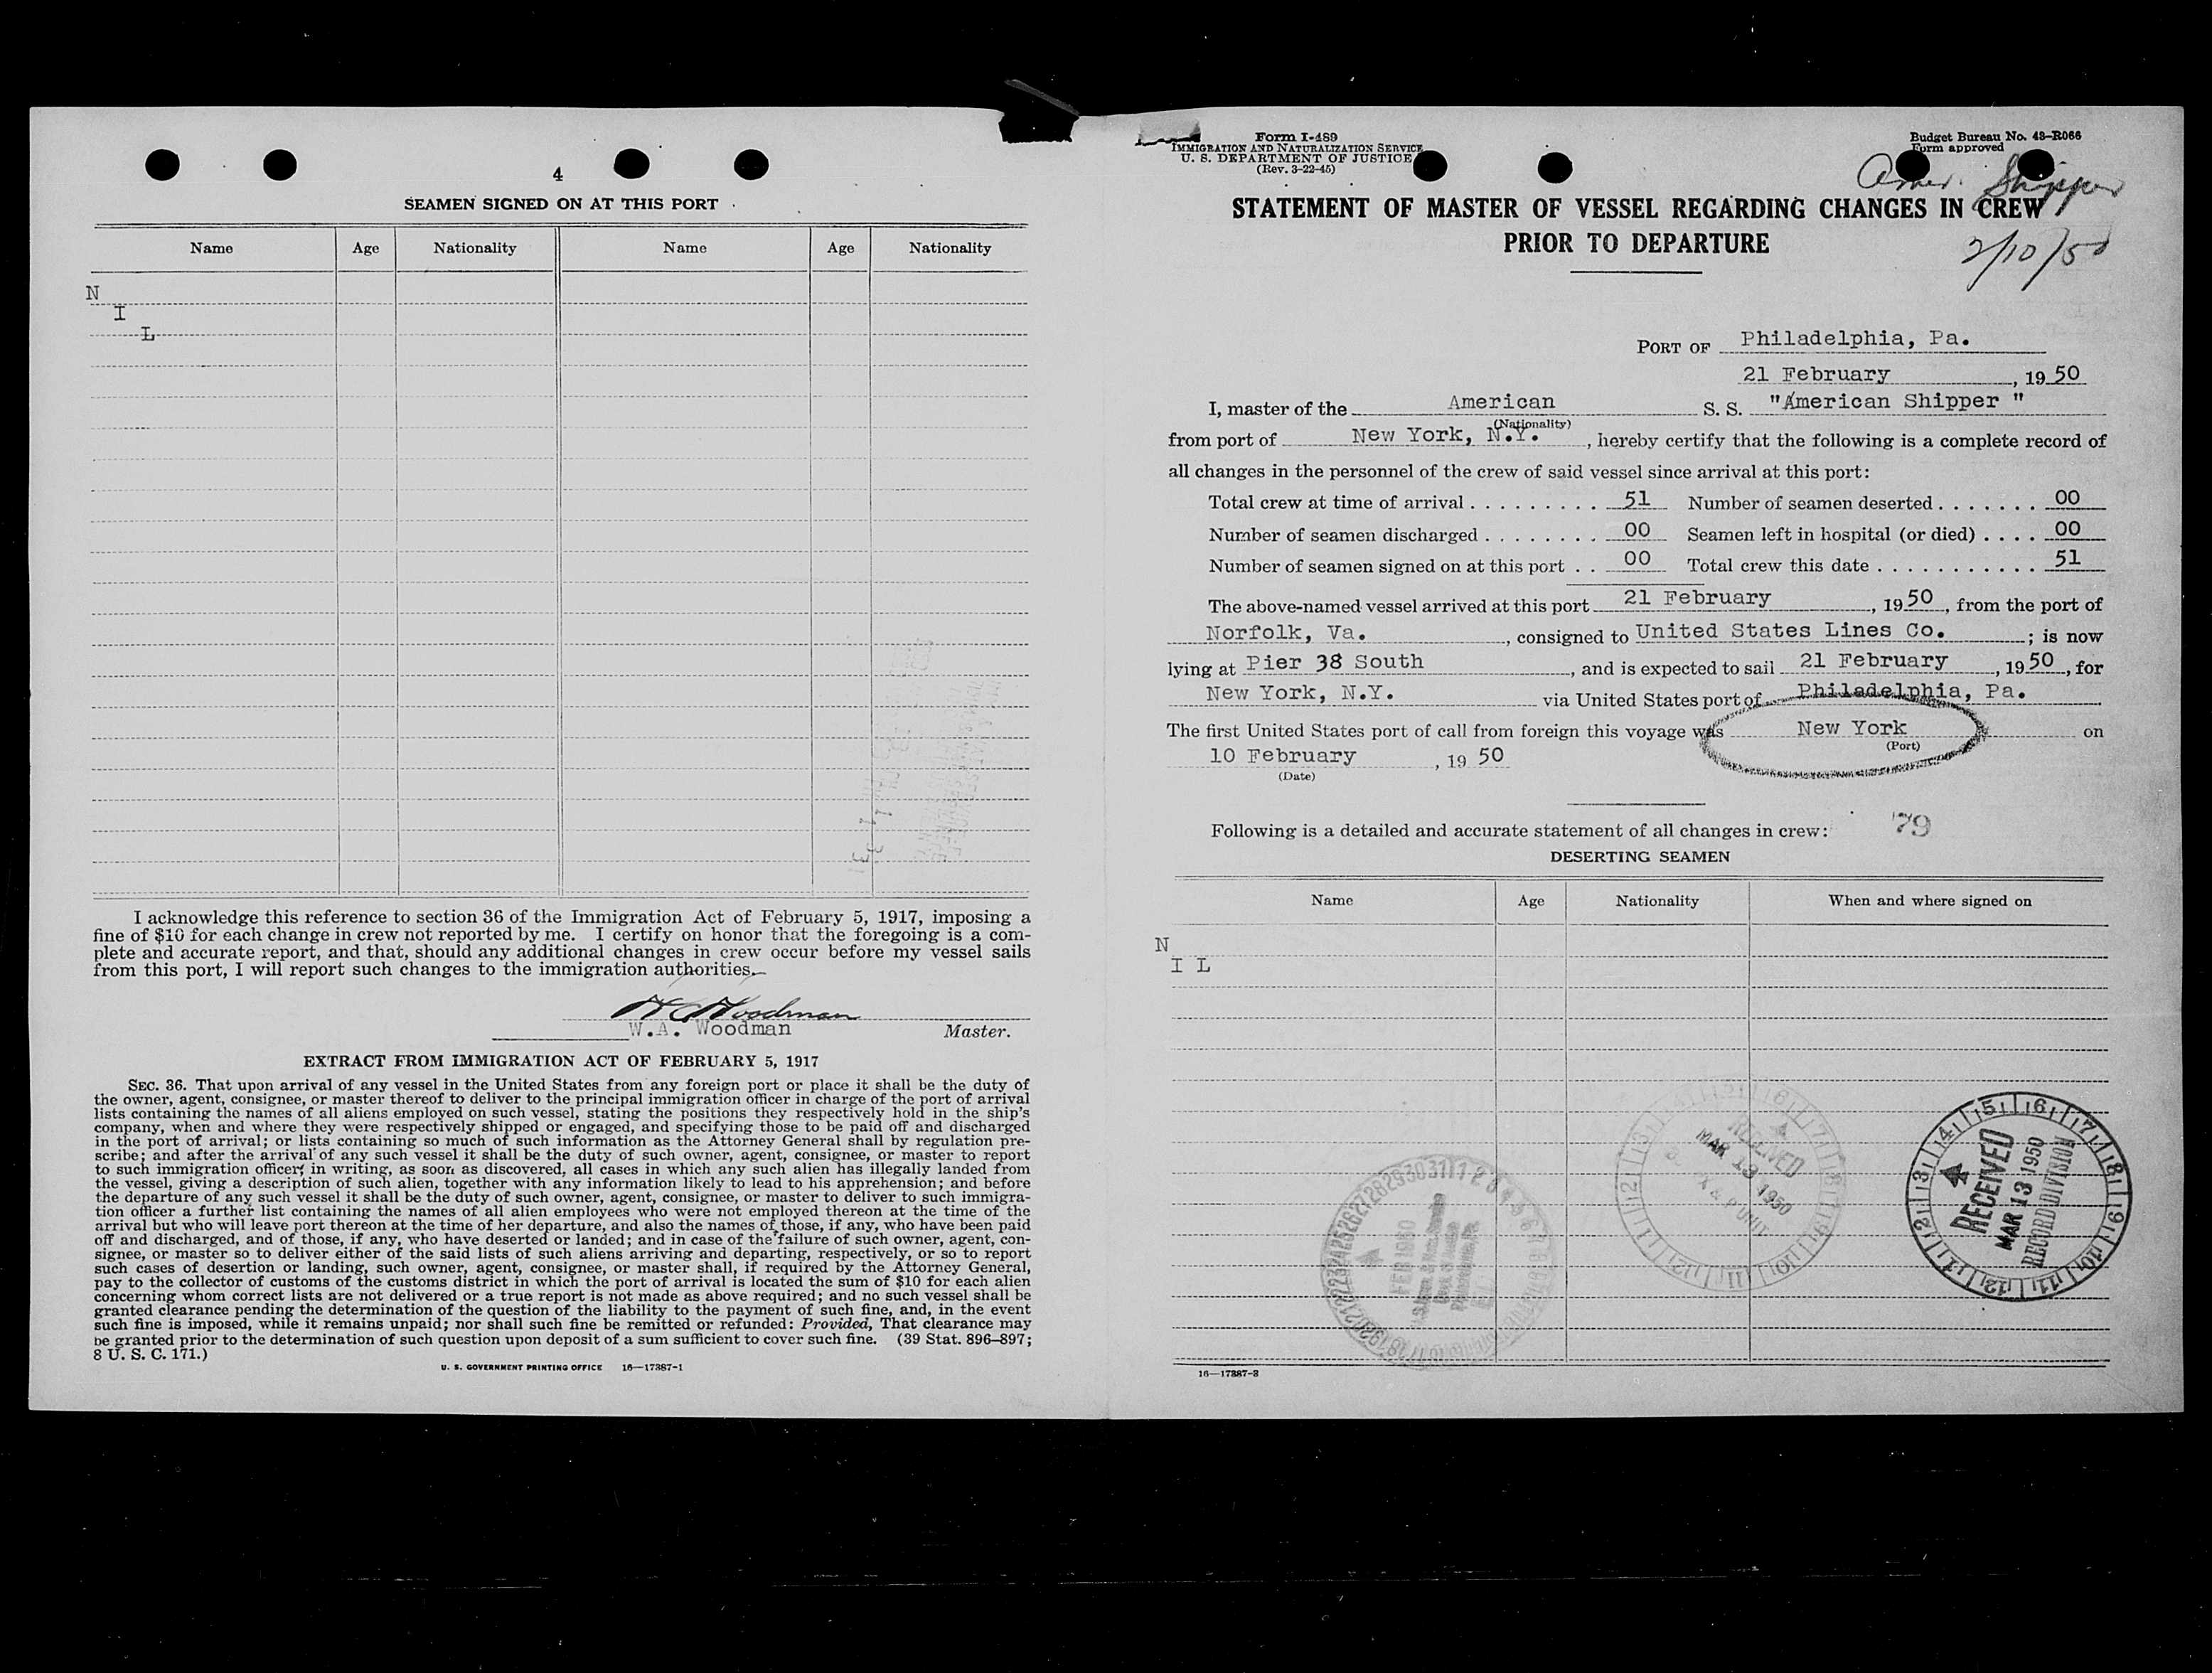 4
SEAMEN SIGNED ON AT THIS PORT
Name Age Nationality Name Age Nationality
N
I
L
I acknowledge this reference to section 36 of the Immigration Act of February 5, 1917, imposing a
fine of $10 for each change in crew not reported by me. I certify on honor that the foregoing is a com-
plete and accurate report, and that, should any additional changes in crew occur before my vessel sails
from this port, I will report such changes to the immigration authorities.
W.A. Woodman Master.
EXTRACT FROM IMMIGRATION ACT OF FEBRUARY 5, 1917
SEC. 36. That upon arrival of any vessel in the United States from any foreign port or place it shall be the duty of
the owner, agent, consignee, or master thereof to deliver to the principal immigration officer in charge of the port of arrival
lists containing the names of all aliens employed on such vessel, stating the positions they respectively hold in the ship's
company, when and where they were respectively shipped or engaged, and specifying those to be paid off and discharged
in the port of arrival; or lists containing so much of such information as the Attorney General shall by regulation pre-
scribe; and after the arrival of any such vessel it shall be the duty of such owner, agent, consignee, or master to report
to such immigration officer, in writing, as soon as discovered, all cases in which any such alien has illegally landed from
the vessel, giving a description of such alien, together with any information likely to lead to his apprehension; and before
the departure of any such vessel it shall be the duty of such owner, agent, consignee, or master to deliver to such immigra-
tion officer a further list containing the names of all alien employees who were not employed thereon at the time of the
arrival but who will leave port thereon at the time of her departure, and also the names of those, if any, who have been paid
off and discharged, and of those, if any, who have deserted or landed; and in case of the failure of such owner, agent, con-
signee, or master so to deliver either of the said lists of such aliens arriving and departing, respectively, or so to report
such cases of desertion or landing, such owner, agent, consignee, or master shall, if required by the Attorney General,
pay to the collector of customs of the customs district in which the port of arrival is located the sum of $10 for each alien
concerning whom correct lists are not delivered or a true report is not made as above required; and no such vessel shall be
granted clearance pending the determination of the question of the liability to the payment of such fine, and, in the event
such fine is imposed, while it remains unpaid; nor shall such fine be remitted or refunded: Provided, That clearance may
be granted prior to the determination of such question upon deposit of a sum sufficient to cover such fine. (39 Stat. 896–897;
8 U. S. C. 171.)
U. S. GOVERNMENT PRINTING OFFICE 16—17387-1
Form I-489
IMMIGRATION AND NATURALIZATION SERVICE
U. S. DEPARTMENT OF JUSTICE
(Rev. 3-22-45)
Budget Bureau No. 43-R066
Form approved
Amer. Shipper
STATEMENT OF MASTER OF VESSEL REGARDING CHANGES IN CREW
PRIOR TO DEPARTURE
2/10/50
PORT OF Philadelphia, Pa.
21 February, 1950
I, master of the American S. S. "American Shipper "
(Nationality)
from port of New York, N.Y., hereby certify that the following is a complete record of
all changes in the personnel of the crew of said vessel since arrival at this port:
Total crew at time of arrival . . . . . . . . . 51 Number of seamen deserted . . . . . . . 00
Number of seamen discharged . . . . . . . . 00 Seamen left in hospital (or died) . . . . 00
Number of seamen signed on at this port . . 00 Total crew this date . . . . . . . . . . . . 51
The above-named vessel arrived at this port 21 February, 1950, from the port of
Norfolk, Va., consigned to United States Lines Co.; is now
lying at Pier 38 South, and is expected to sail 21 February, 1950, for
New York, N.Y. via United States port of Philadelphia, Pa.
The first United States port of call from foreign this voyage was New York on
(Port)
10 February, 19 50
(Date)
Following is a detailed and accurate statement of all changes in crew: 79
DESERTING SEAMEN
Name Age Nationality When and where signed on
N
I L
RECEIVED
MAR 13 1950
UNIT
RECEIVED
MAR 13 1950
RECORD DIVISION
FEB 1950
16—17387-2